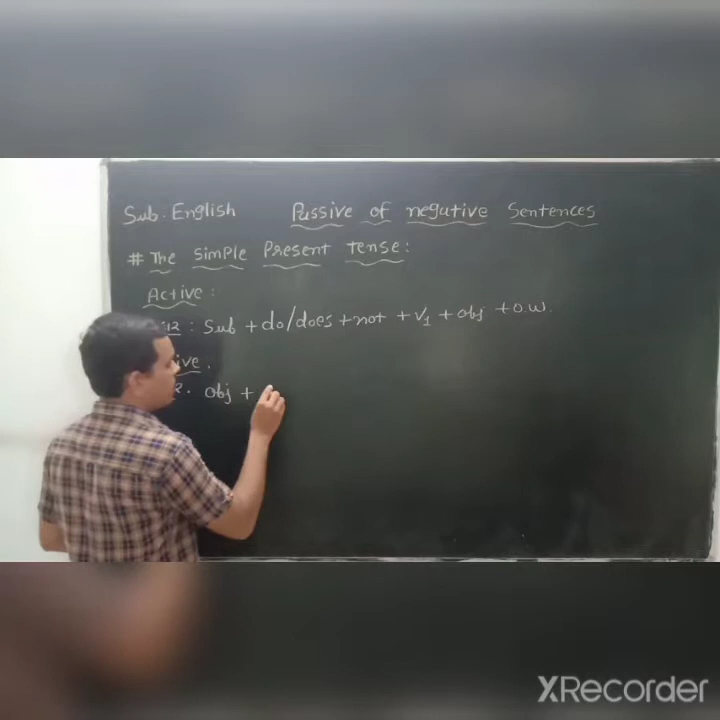 Sub. English Passive of negative Sentences
# The Simple Present tense:
Active :
: Sub + do/does + not + V1 + obj + o.w.
ive.
obj +
XRecorder